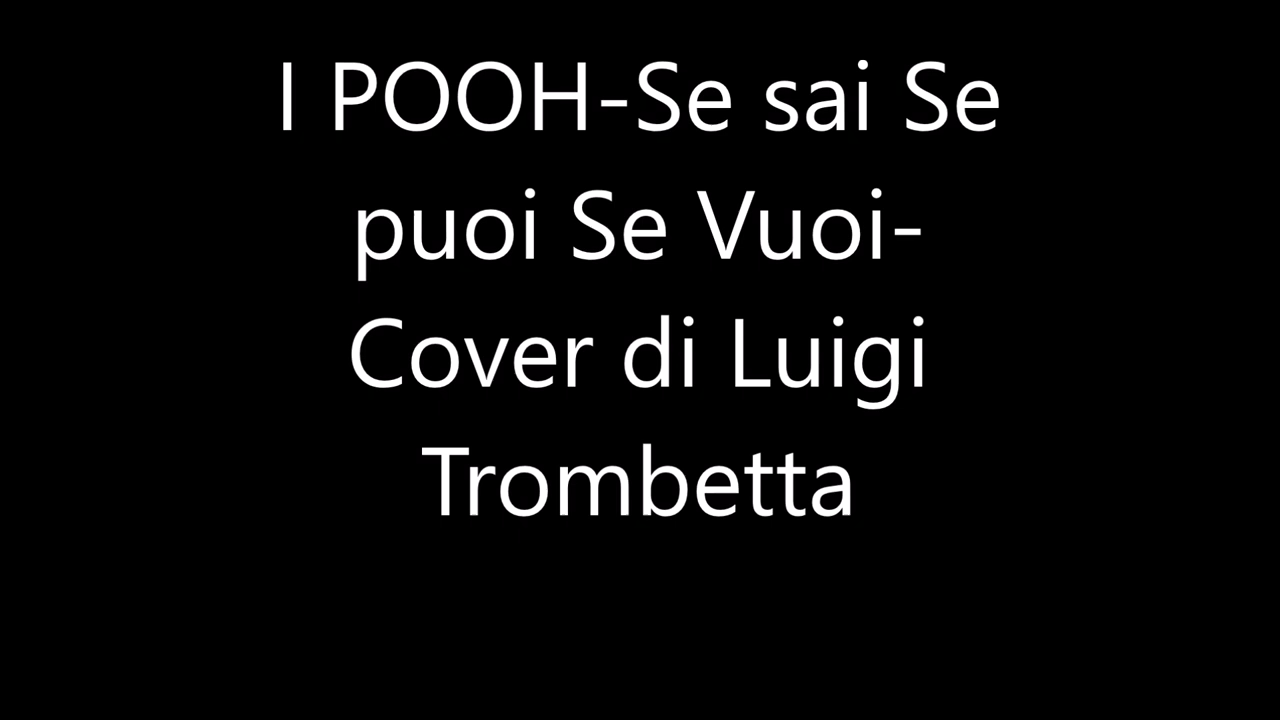 I POOH-Se sai Se
puoi Se Vuoi-
Cover di Luigi
Trombetta